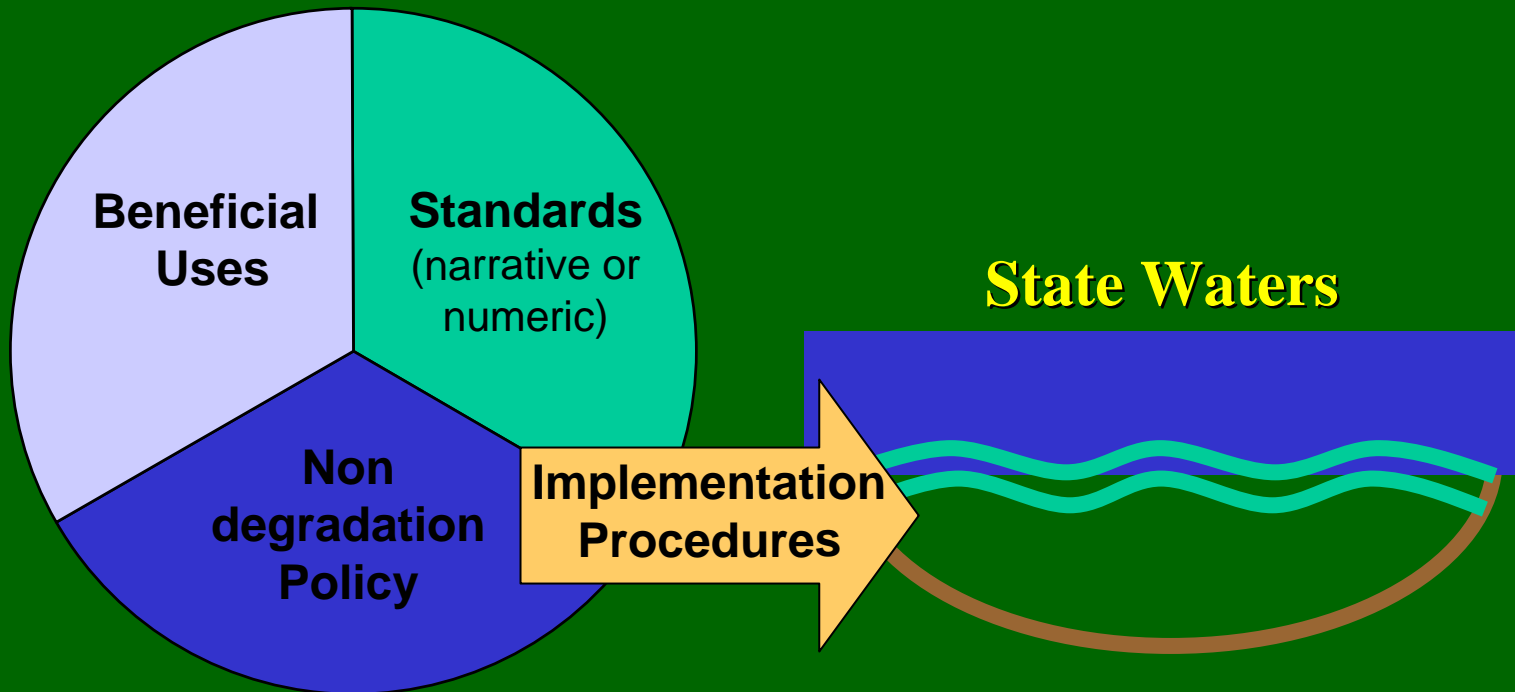 Beneficial
Uses
Standards
(narrative or
numeric)
Non
degradation
Policy
Implementation
Procedures
State Waters